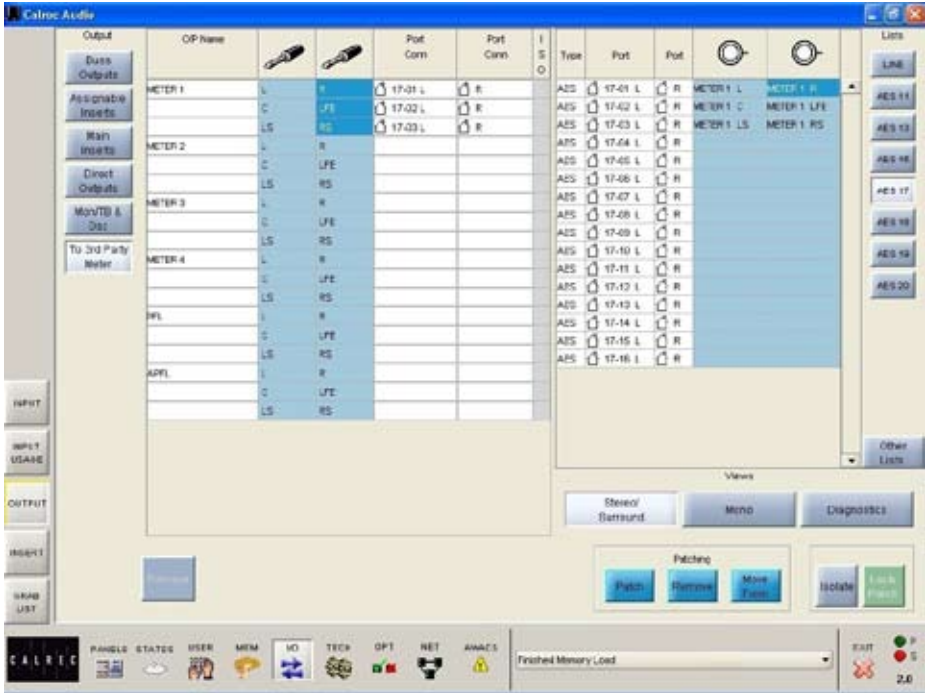 Calrec Audio
Output
Buss Outputs
Assignable Inserts
Main Inserts
Direct Outputs
Mon/TB & Osc
To 3rd Party Meter
O/P Name Port Conn Port Conn I S O
METER 1 L R 17-01 L R
C LFE 17-02 L R
LS RS 17-03 L R
METER 2 L R
C LFE
LS RS
METER 3 L R
C LFE
LS RS
METER 4 L R
C LFE
LS RS
PFL L R
C LFE
LS RS
APFL L R
C LFE
LS RS
Type Port Port
AES 17-01 L R METER 1 L METER 1 R
AES 17-02 L R METER 1 C METER 1 LFE
AES 17-03 L R METER 1 LS METER 1 RS
AES 17-04 L R
AES 17-05 L R
AES 17-06 L R
AES 17-07 L R
AES 17-08 L R
AES 17-09 L R
AES 17-10 L R
AES 17-11 L R
AES 17-12 L R
AES 17-13 L R
AES 17-14 L R
AES 17-15 L R
AES 17-16 L R
Lists
LINE
AES 11
AES 13
AES 17
AES 18
AES 19
AES 20
Other Lists
INPUT
INPUT USAGE
OUTPUT
INSERT
GRAB LIST
Views
Stereo/ Surround
Mono
Diagnostics
Patching
Patch
Remove
Move From
Isolate
Lock Patch
CALREC
PANELS STATES USER MEM I/O TECH OPT NET AWACS
Finished Memory Load.
EXIT
P
S
2.0